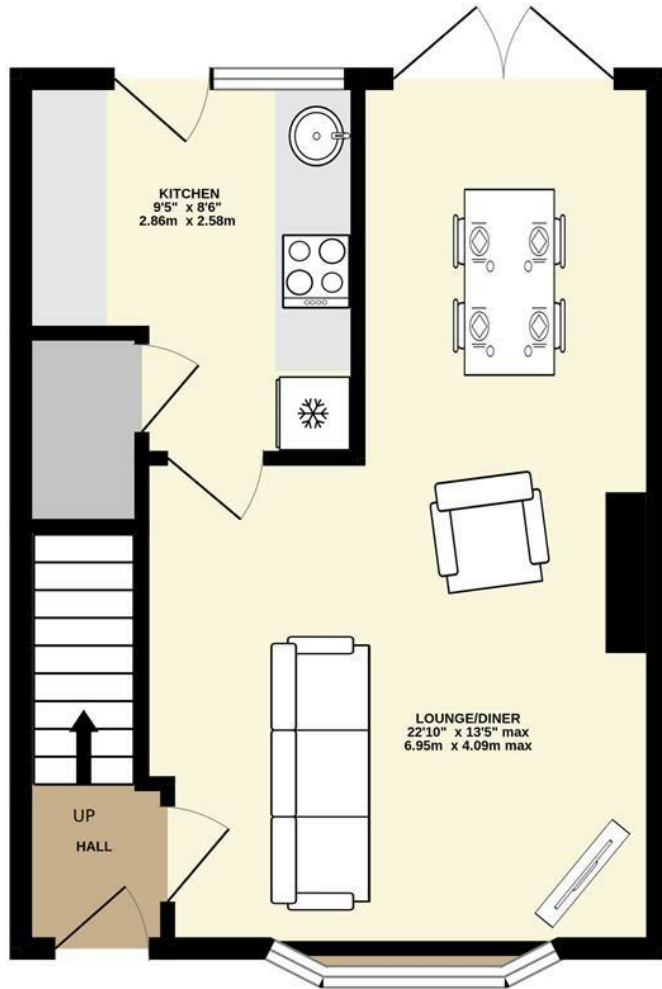 KITCHEN
9'5" x 8'6"
2.86m x 2.58m
LOUNGE/DINER
22'10" x 13'5" max
6.95m x 4.09m max
UP
HALL